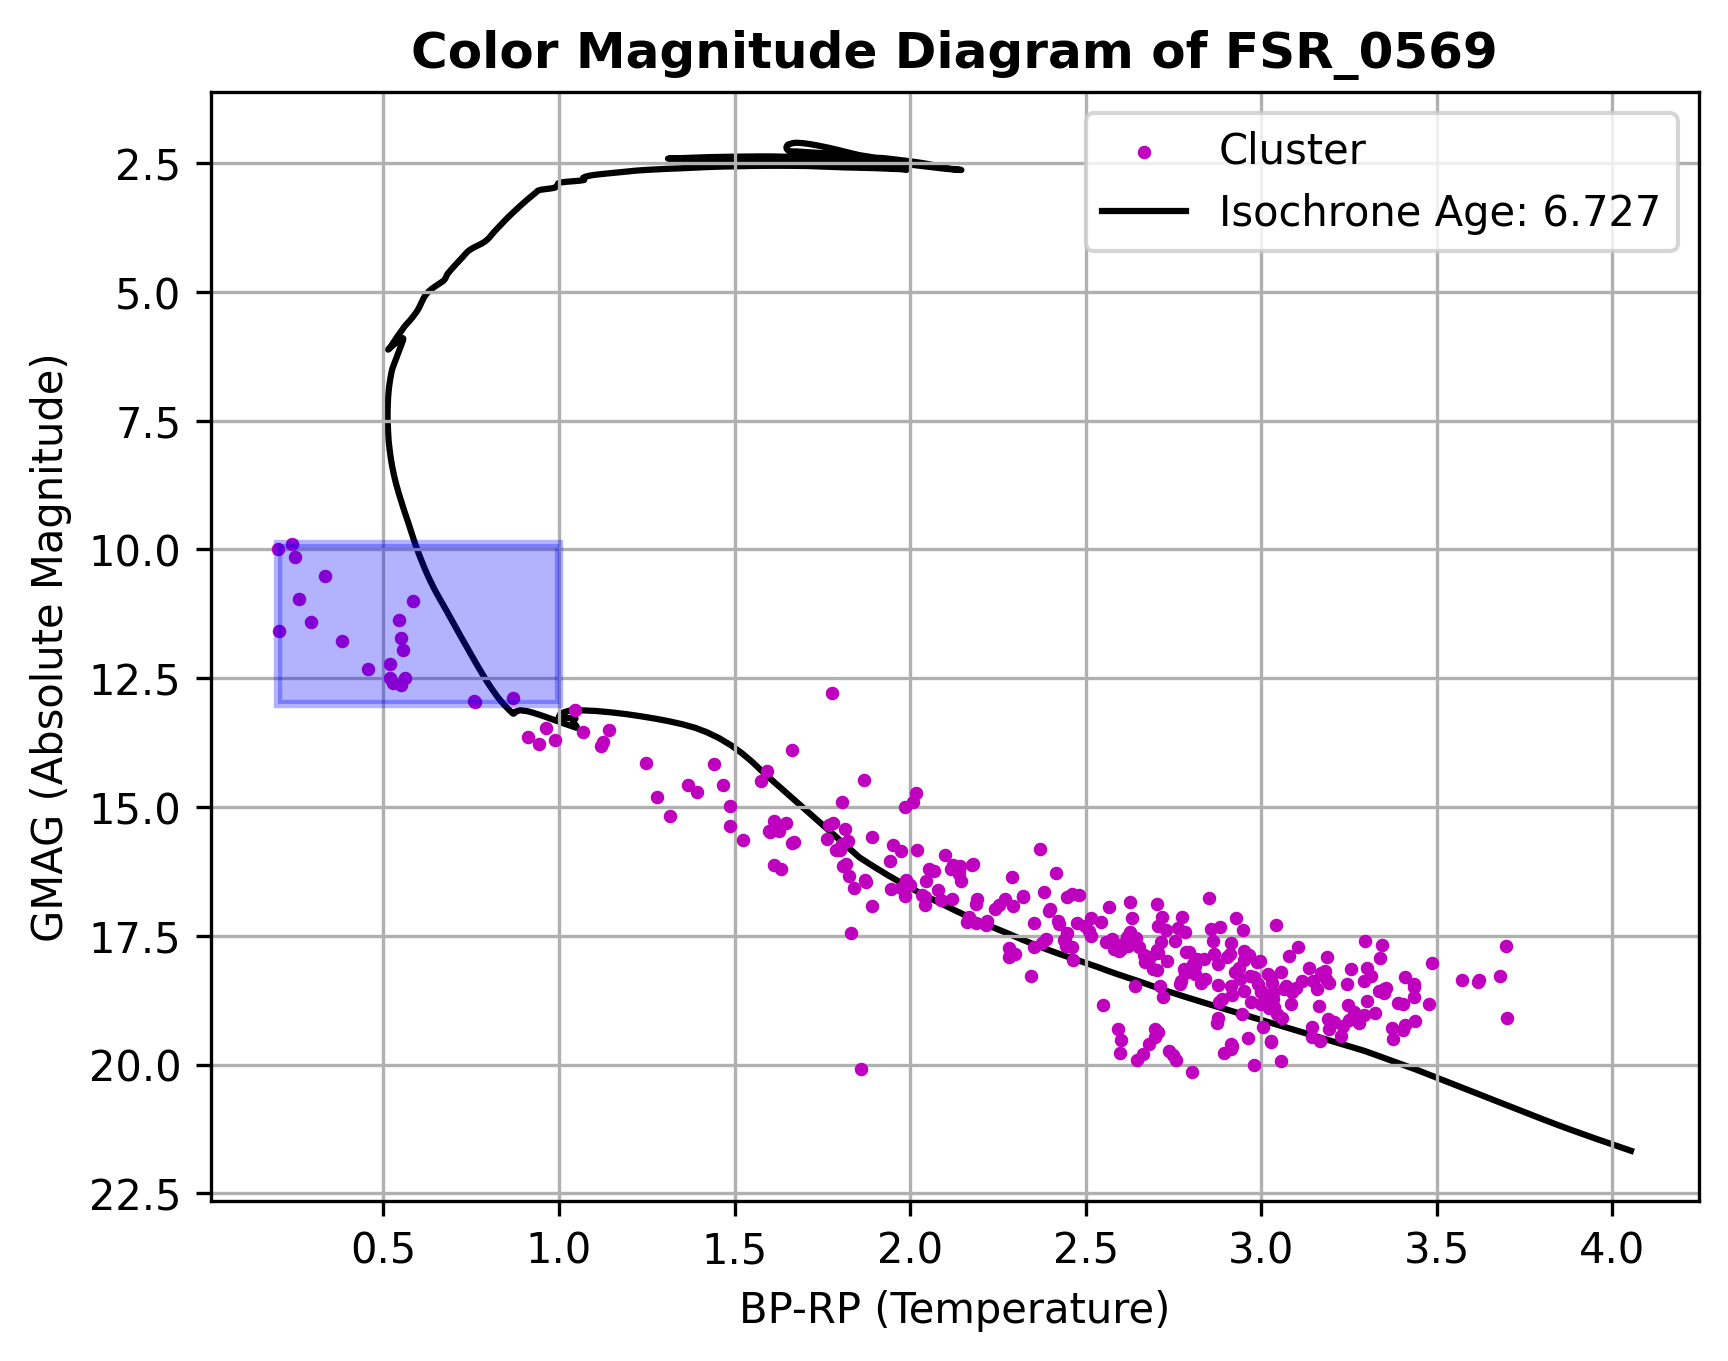 Color Magnitude Diagram of FSR_0569
Cluster
Isochrone Age: 6.727
GMAG (Absolute Magnitude)
2.5
5.0
7.5
10.0
12.5
15.0
17.5
20.0
22.5
0.5 1.0 1.5 2.0 2.5 3.0 3.5 4.0
BP-RP (Temperature)